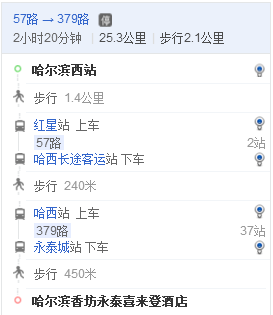 57路 → 379路 停
2小时20分钟 | 25.3公里 | 步行2.1公里
哈尔滨西站
步行 1.4公里
红星站 上车
57路 2站
哈西长途客运站 下车
步行 240米
哈西站 上车
379路 37站
永泰城站 下车
步行 450米
哈尔滨香坊永泰喜来登酒店